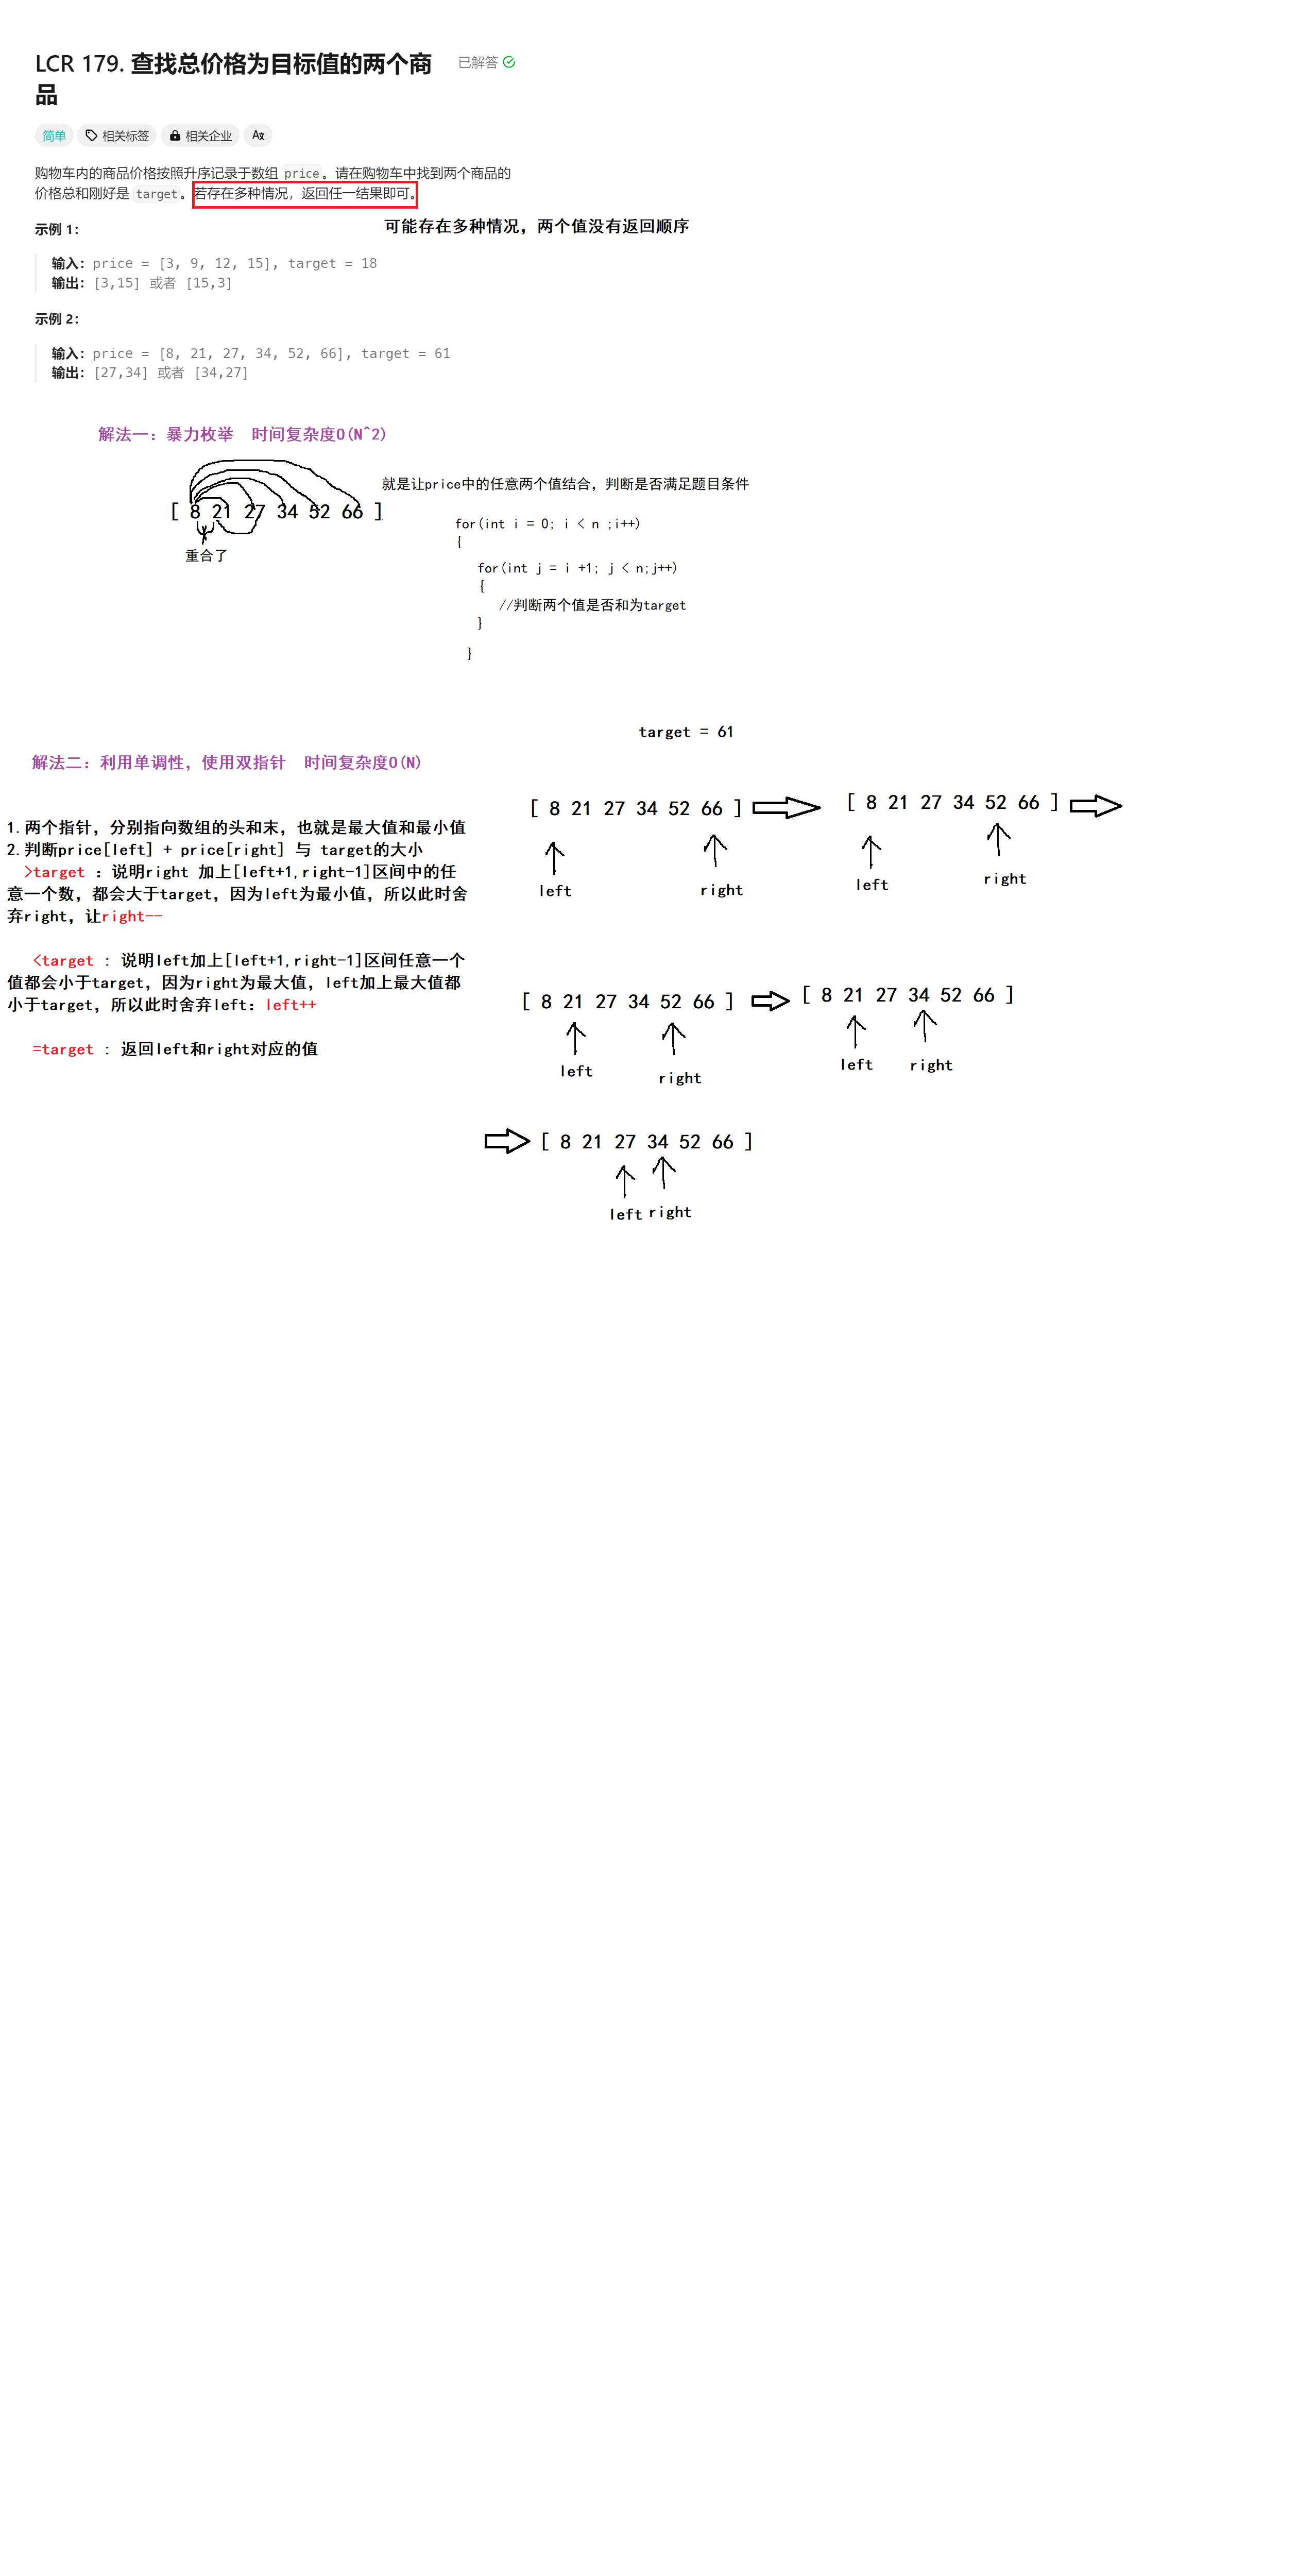 LCR 179. 查找总价格为目标值的两个商
品
已解答
简单
相关标签
相关企业
购物车内的商品价格按照升序记录于数组 price。请在购物车中找到两个商品的
价格总和刚好是 target。若存在多种情况，返回任一结果即可。
可能存在多种情况，两个值没有返回顺序
示例 1：
输入：price = [3, 9, 12, 15], target = 18
输出：[3,15] 或者 [15,3]
示例 2：
输入：price = [8, 21, 27, 34, 52, 66], target = 61
输出：[27,34] 或者 [34,27]
解法一：暴力枚举 时间复杂度O(N^2)
就是让price中的任意两个值结合，判断是否满足题目条件
[ 8 21 27 34 52 66 ]
重合了
for(int i = 0; i < n ;i++)
{
for(int j = i +1; j < n;j++)
{
//判断两个值是否和为target
}
}
target = 61
解法二：利用单调性，使用双指针 时间复杂度O(N)
1.两个指针，分别指向数组的头和末，也就是最大值和最小值
2.判断price[left] + price[right] 与 target的大小
>target ：说明right 加上[left+1,right-1]区间中的任
意一个数，都会大于target，因为left为最小值，所以此时舍
弃right，让right--
<target : 说明left加上[left+1,right-1]区间任意一个
值都会小于target，因为right为最大值，left加上最大值都
小于target，所以此时舍弃left：left++
=target : 返回left和right对应的值
[ 8 21 27 34 52 66 ]
left right
[ 8 21 27 34 52 66 ]
left right
[ 8 21 27 34 52 66 ]
left right
[ 8 21 27 34 52 66 ]
left right
[ 8 21 27 34 52 66 ]
left right